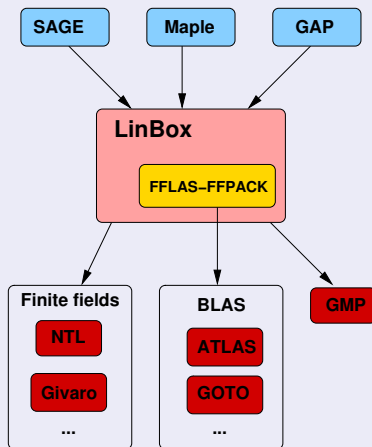 SAGE
Maple
GAP
LinBox
FFLAS–FFPACK
Finite fields
NTL
Givaro
...
BLAS
ATLAS
GOTO
...
GMP